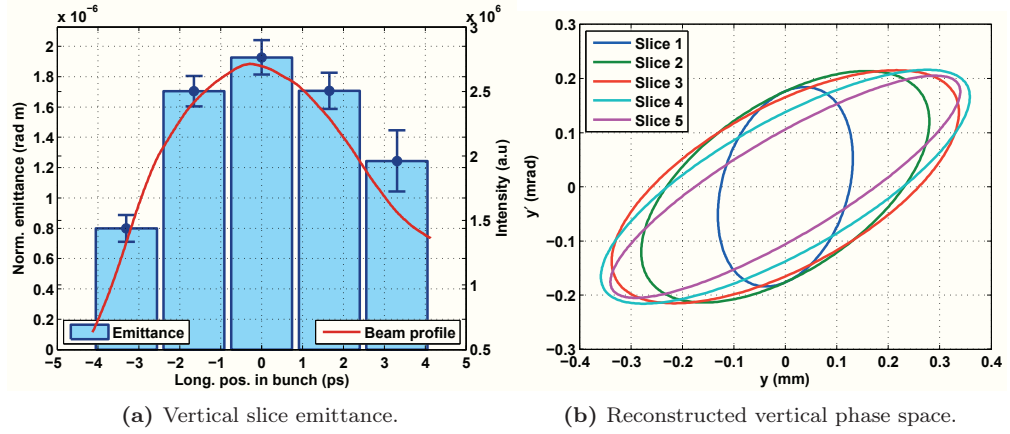 × 10⁻⁶
× 10⁶
2
1.8
1.6
1.4
1.2
1
0.8
0.6
0.4
0.2
0
Norm. emittance (rad m)
3
2.5
2
1.5
1
0.5
Intensity (a.u)
Emittance
Beam profile
−5 −4 −3 −2 −1 0 1 2 3 4 5
Long. pos. in bunch (ps)
(a) Vertical slice emittance.
0.3
0.2
0.1
0
−0.1
−0.2
−0.3
y′ (mrad)
Slice 1
Slice 2
Slice 3
Slice 4
Slice 5
−0.4 −0.3 −0.2 −0.1 0 0.1 0.2 0.3 0.4
y (mm)
(b) Reconstructed vertical phase space.